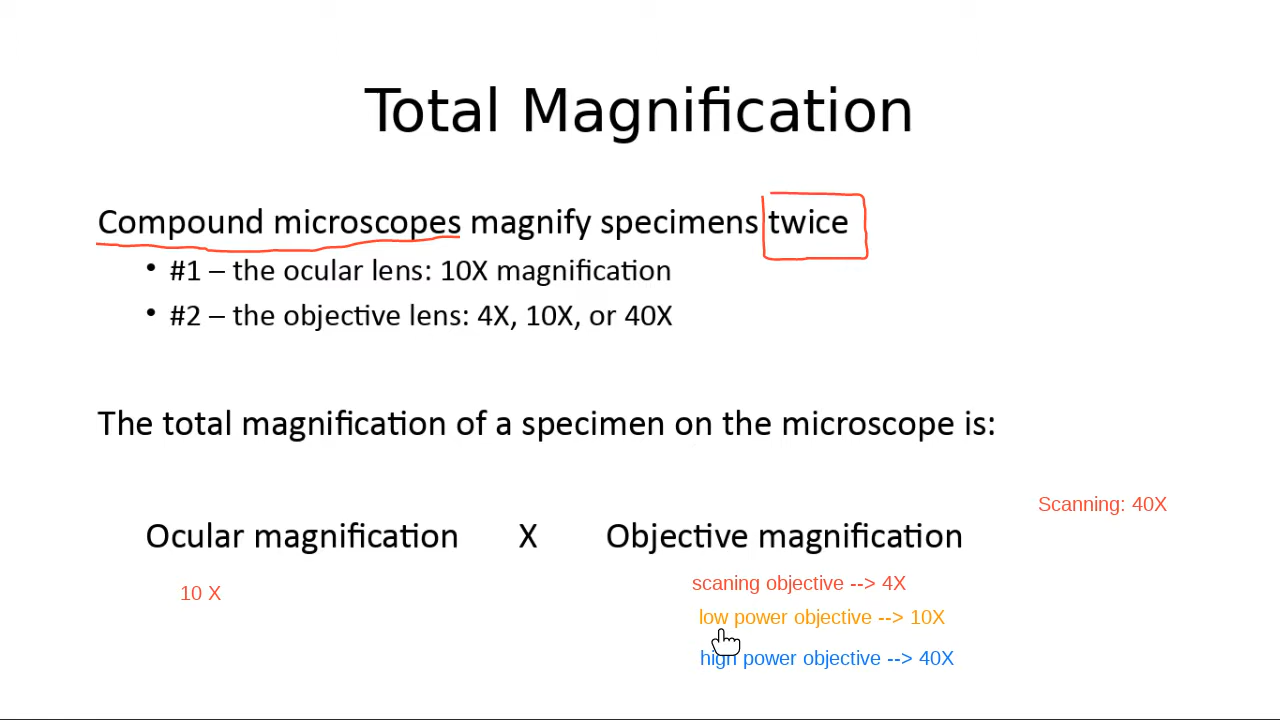 Total Magnification
Compound microscopes magnify specimens twice
• #1 – the ocular lens: 10X magnification
• #2 – the objective lens: 4X, 10X, or 40X
The total magnification of a specimen on the microscope is:
Scanning: 40X
Ocular magnification X Objective magnification
10 X
scaning objective --> 4X
low power objective --> 10X
high power objective --> 40X